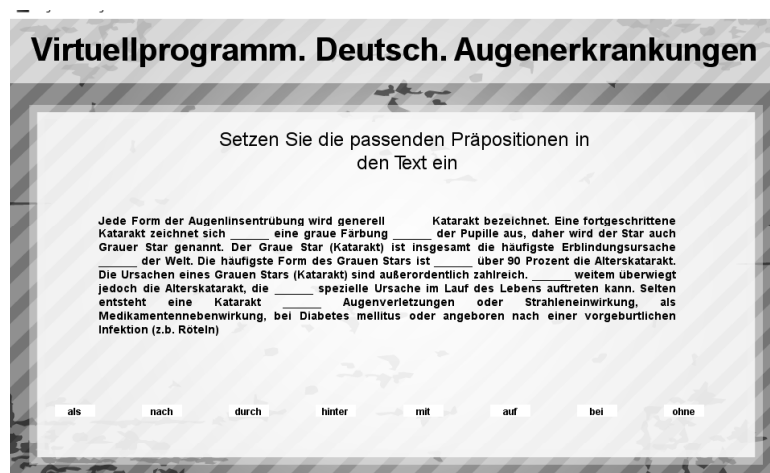 Virtuellprogramm. Deutsch. Augenerkrankungen
Setzen Sie die passenden Präpositionen in
den Text ein
Jede Form der Augenlinsentrübung wird generell ______ Katarakt bezeichnet. Eine fortgeschrittene
Katarakt zeichnet sich ______ eine graue Färbung ______ der Pupille aus, daher wird der Star auch
Grauer Star genannt. Der Graue Star (Katarakt) ist insgesamt die häufigste Erblindungsursache
______ der Welt. Die häufigste Form des Grauen Stars ist ______ über 90 Prozent die Alterskatarakt.
Die Ursachen eines Grauen Stars (Katarakt) sind außerordentlich zahlreich. ______ weitem überwiegt
jedoch die Alterskatarakt, die ______ spezielle Ursache im Lauf des Lebens auftreten kann. Selten
entsteht eine Katarakt ______ Augenverletzungen oder Strahleneinwirkung, als
Medikamentennebenwirkung, bei Diabetes mellitus oder angeboren nach einer vorgeburtlichen
Infektion (z.b. Röteln)
als nach durch hinter mit auf bei ohne